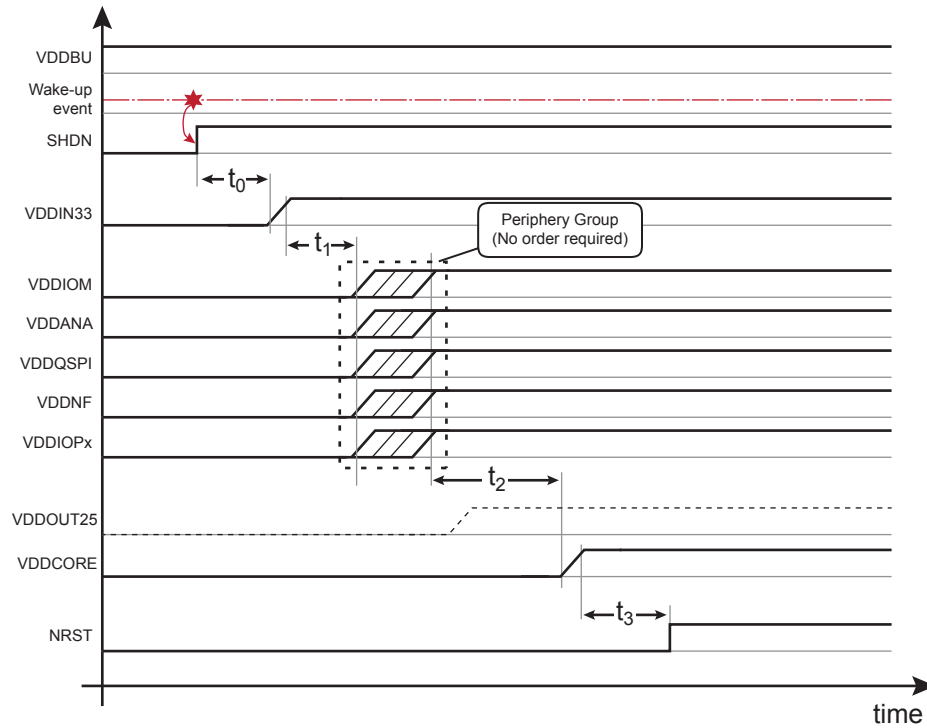 VDDBU
Wake-up
event
SHDN
t0
VDDIN33
Periphery Group
(No order required)
t1
VDDIOM
VDDANA
VDDQSPI
VDDNF
VDDIOPx
t2
VDDOUT25
VDDCORE
t3
NRST
time